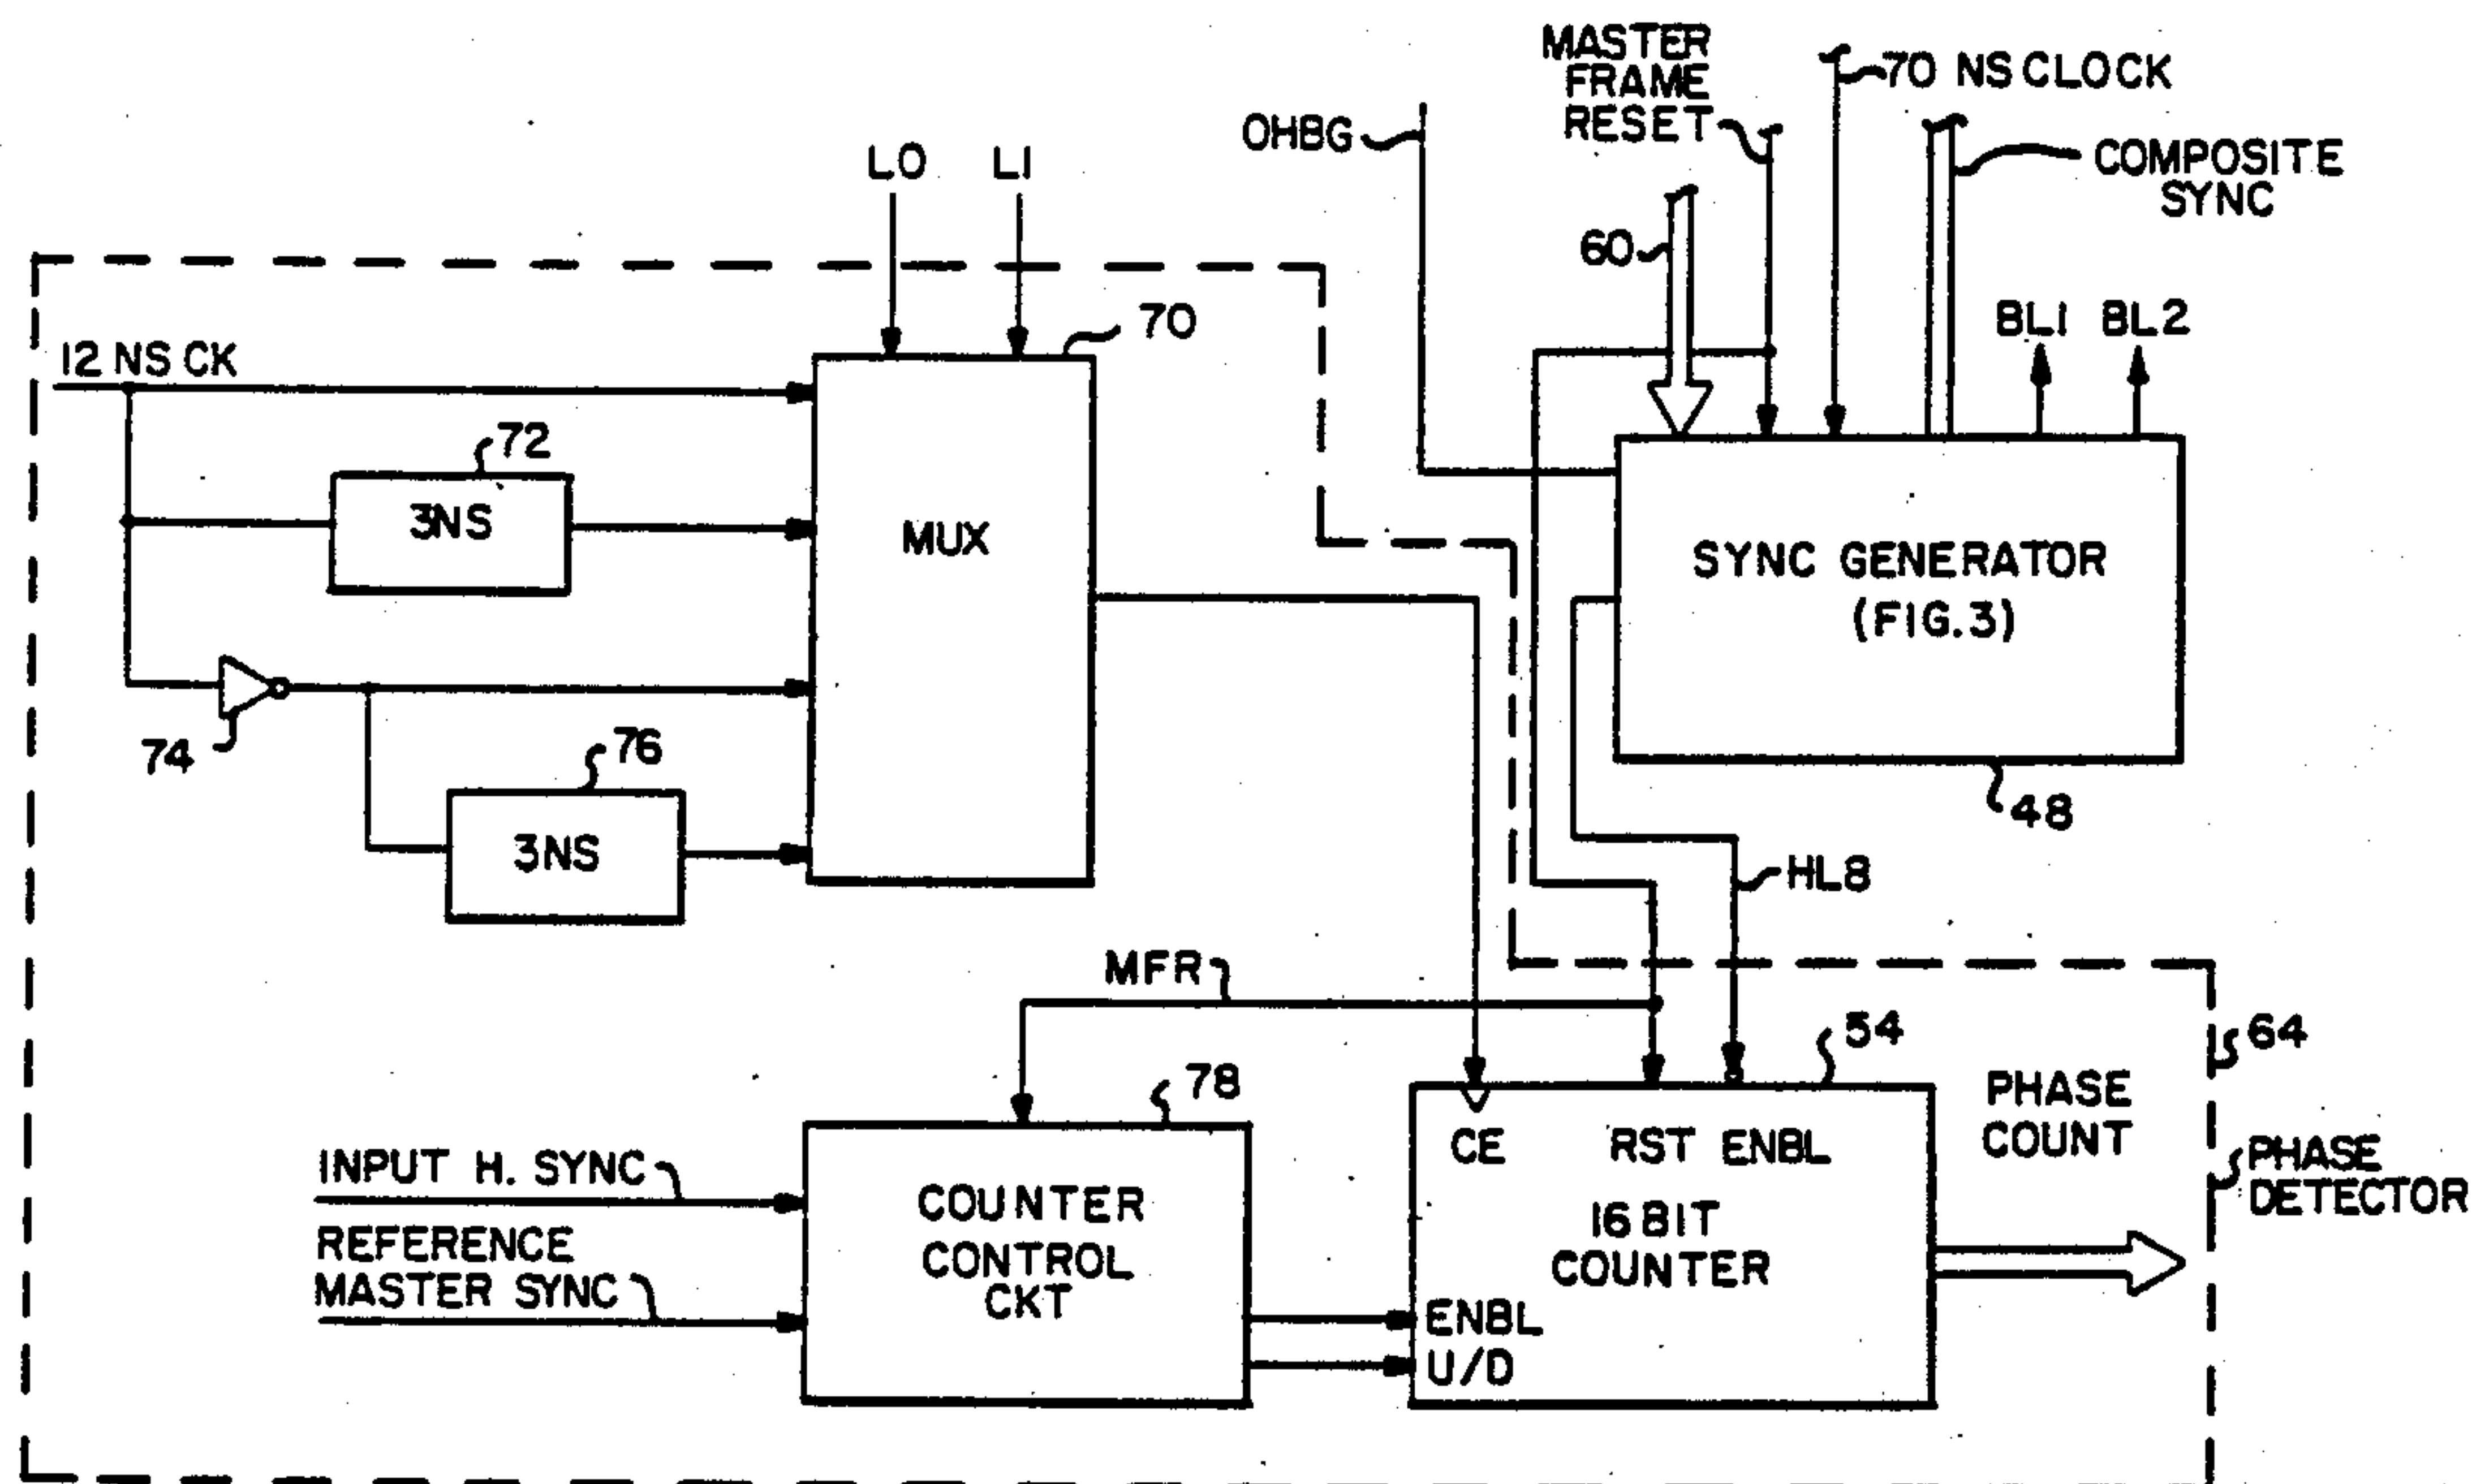 MASTER
FRAME
RESET
70 NS CLOCK
OHBG
COMPOSITE
SYNC
L0 L1
60
70
BL1 BL2
12 NS CK
72
3NS
MUX
SYNC GENERATOR
(FIG.3)
74
76
3NS
48
HL8
MFR
54
64
78
PHASE
COUNT
INPUT H. SYNC
CE RST ENBL
PHASE
DETECTOR
COUNTER
CONTROL
CKT
16 BIT
COUNTER
REFERENCE
MASTER SYNC
ENBL
U/D